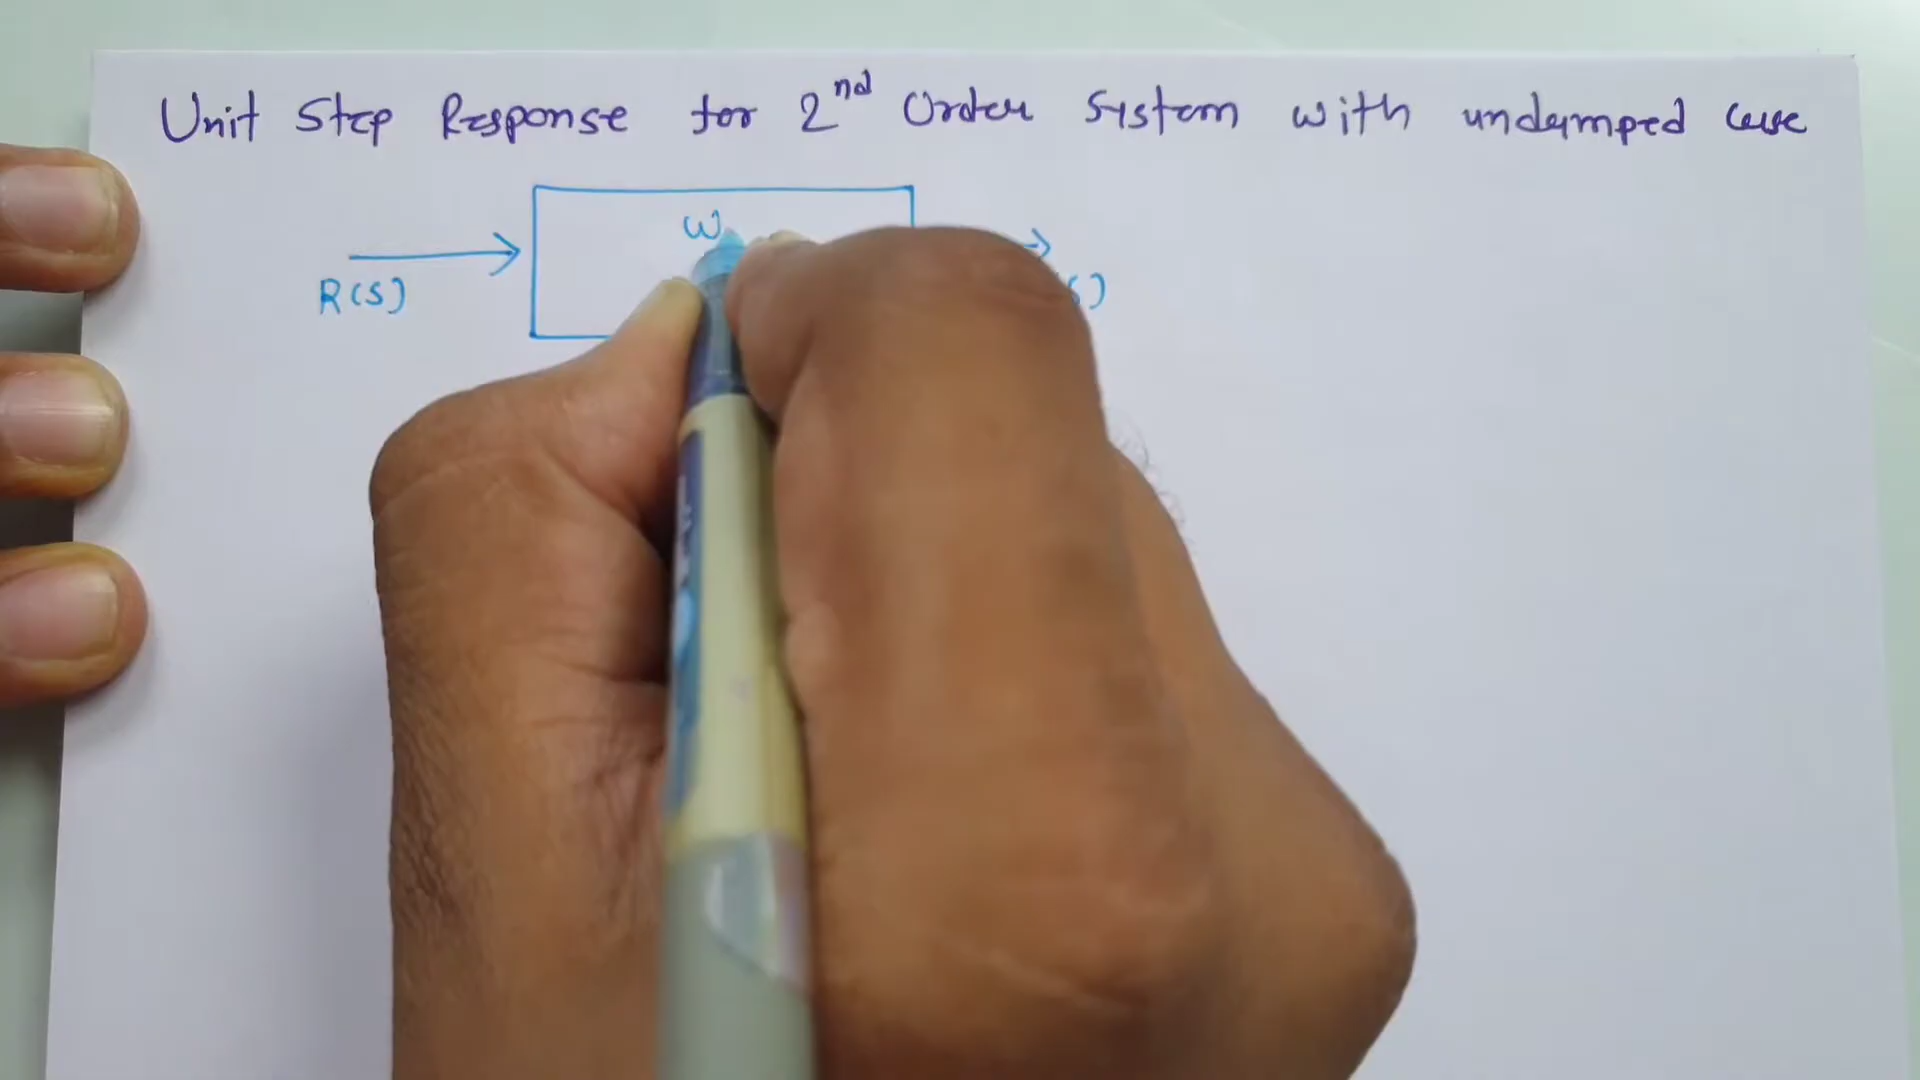 Unit Step Response for 2nd Order System with undamped case
ω
R(s)
s)